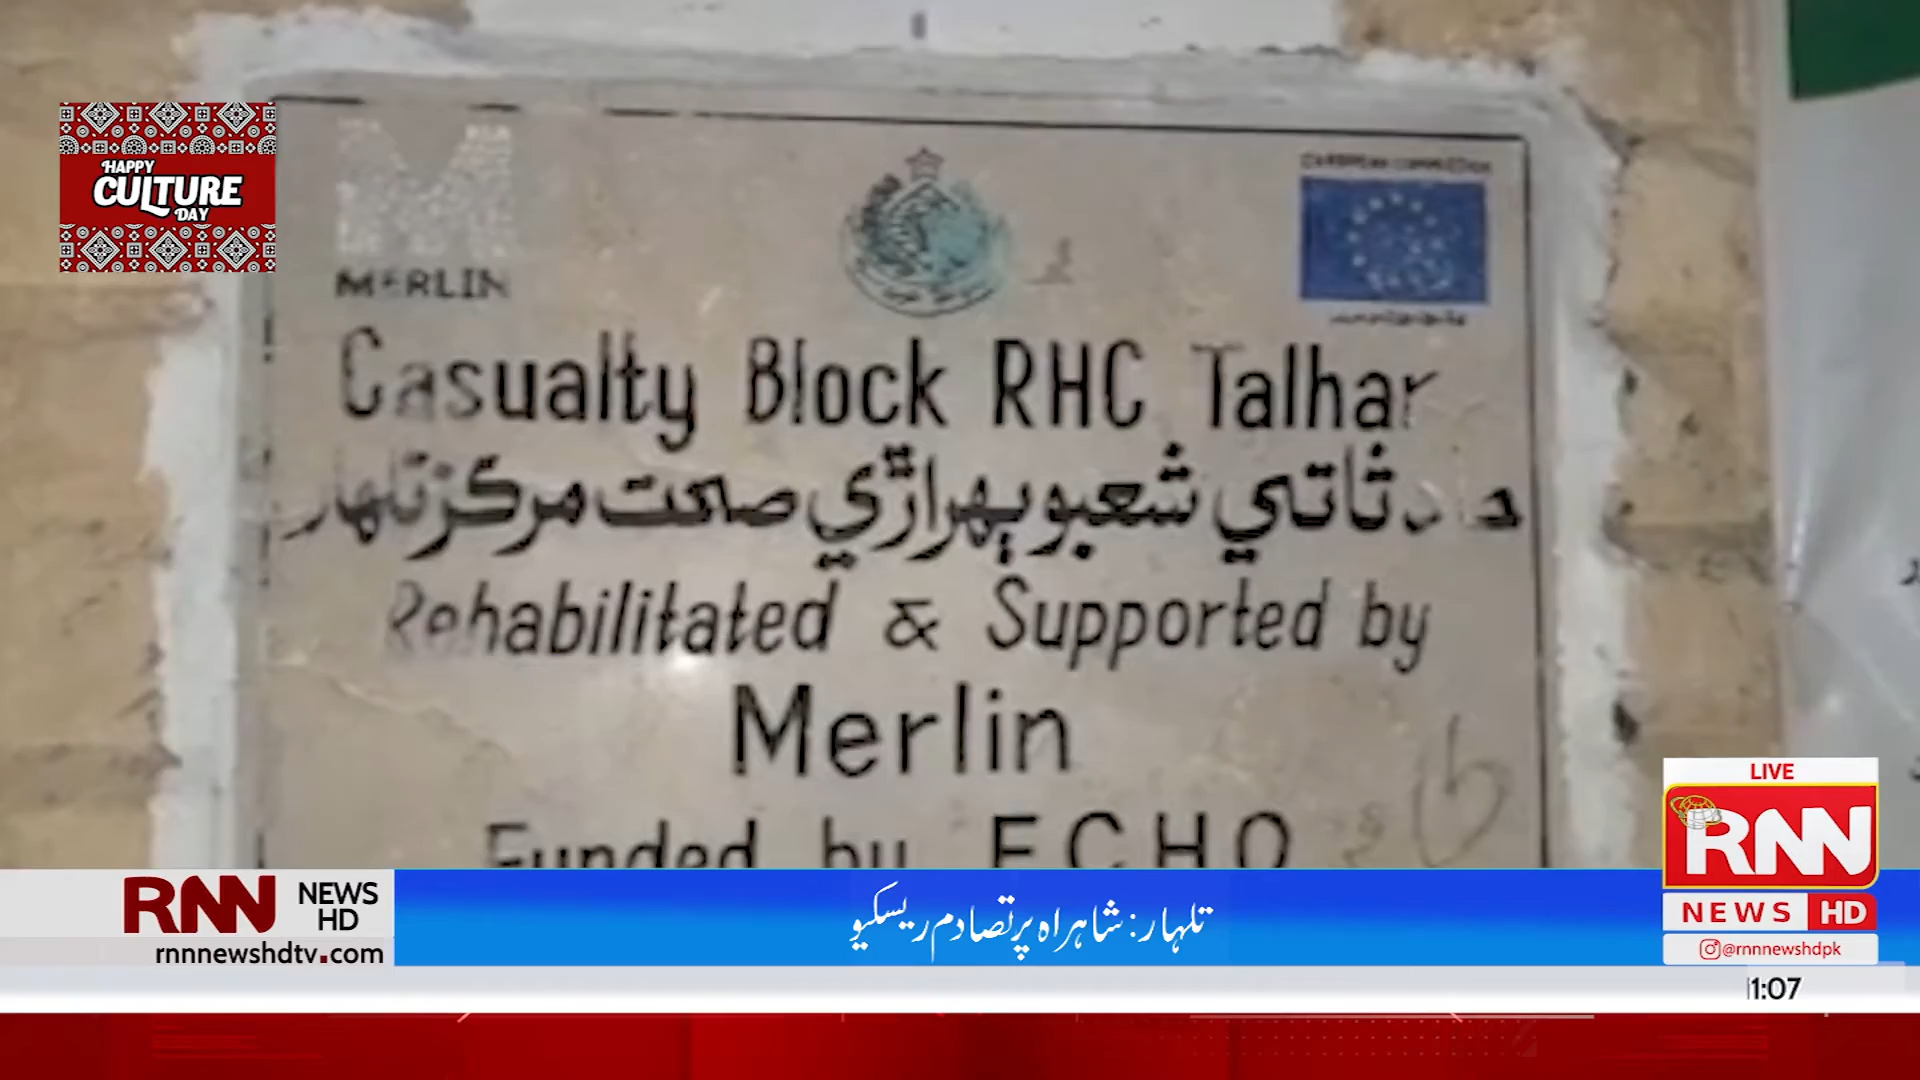 HAPPY
CULTURE
DAY
MERLIN
Casualty Block RHC Talhar
شعبو ٻهراڙي صحت مرڪز تلهار
Rehabilitated & Supported by
Merlin
Funded by ECHO
LIVE
RNN
NEWS HD
@rnnnewshdpk
RNN NEWS HD
rnnnewshdtv.com
تلہار: شاہراہ پر تصادم ریسکیو
1:07